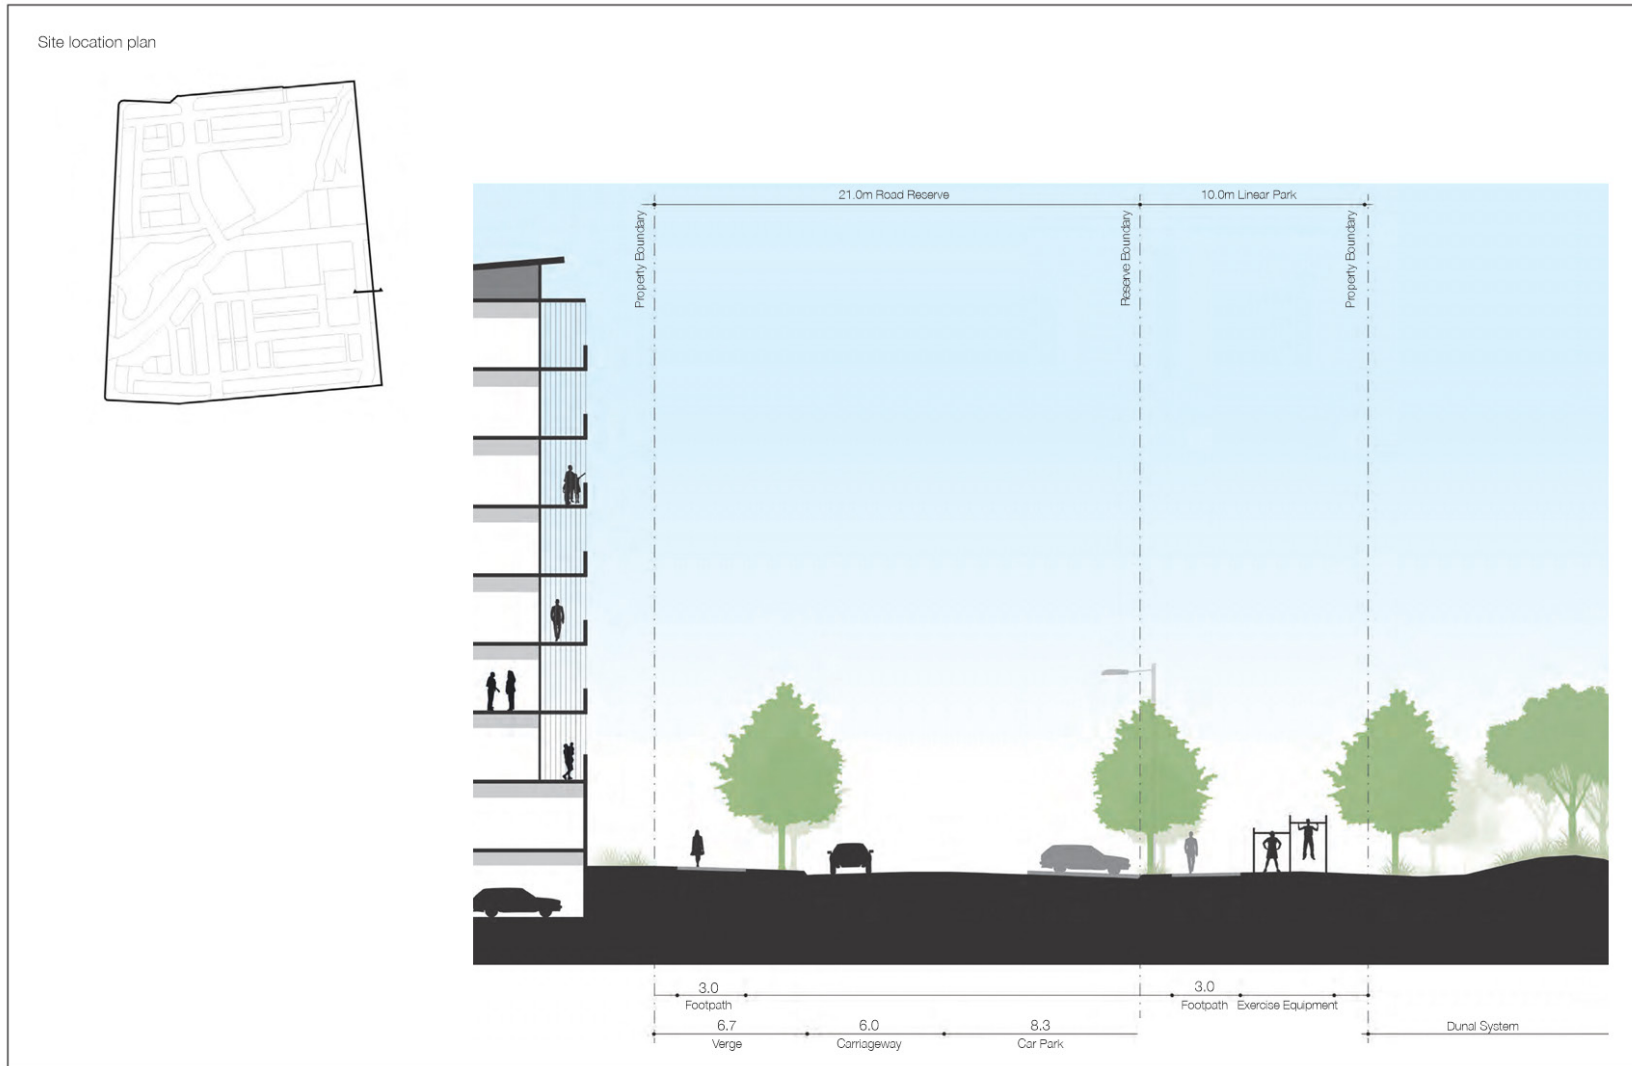 Site location plan
21.0m Road Reserve
10.0m Linear Park
Property Boundary
Reserve Boundary
Property Boundary
3.0
Footpath
3.0
Footpath
Exercise Equipment
6.7
Verge
6.0
Carriageway
8.3
Car Park
Dunal System